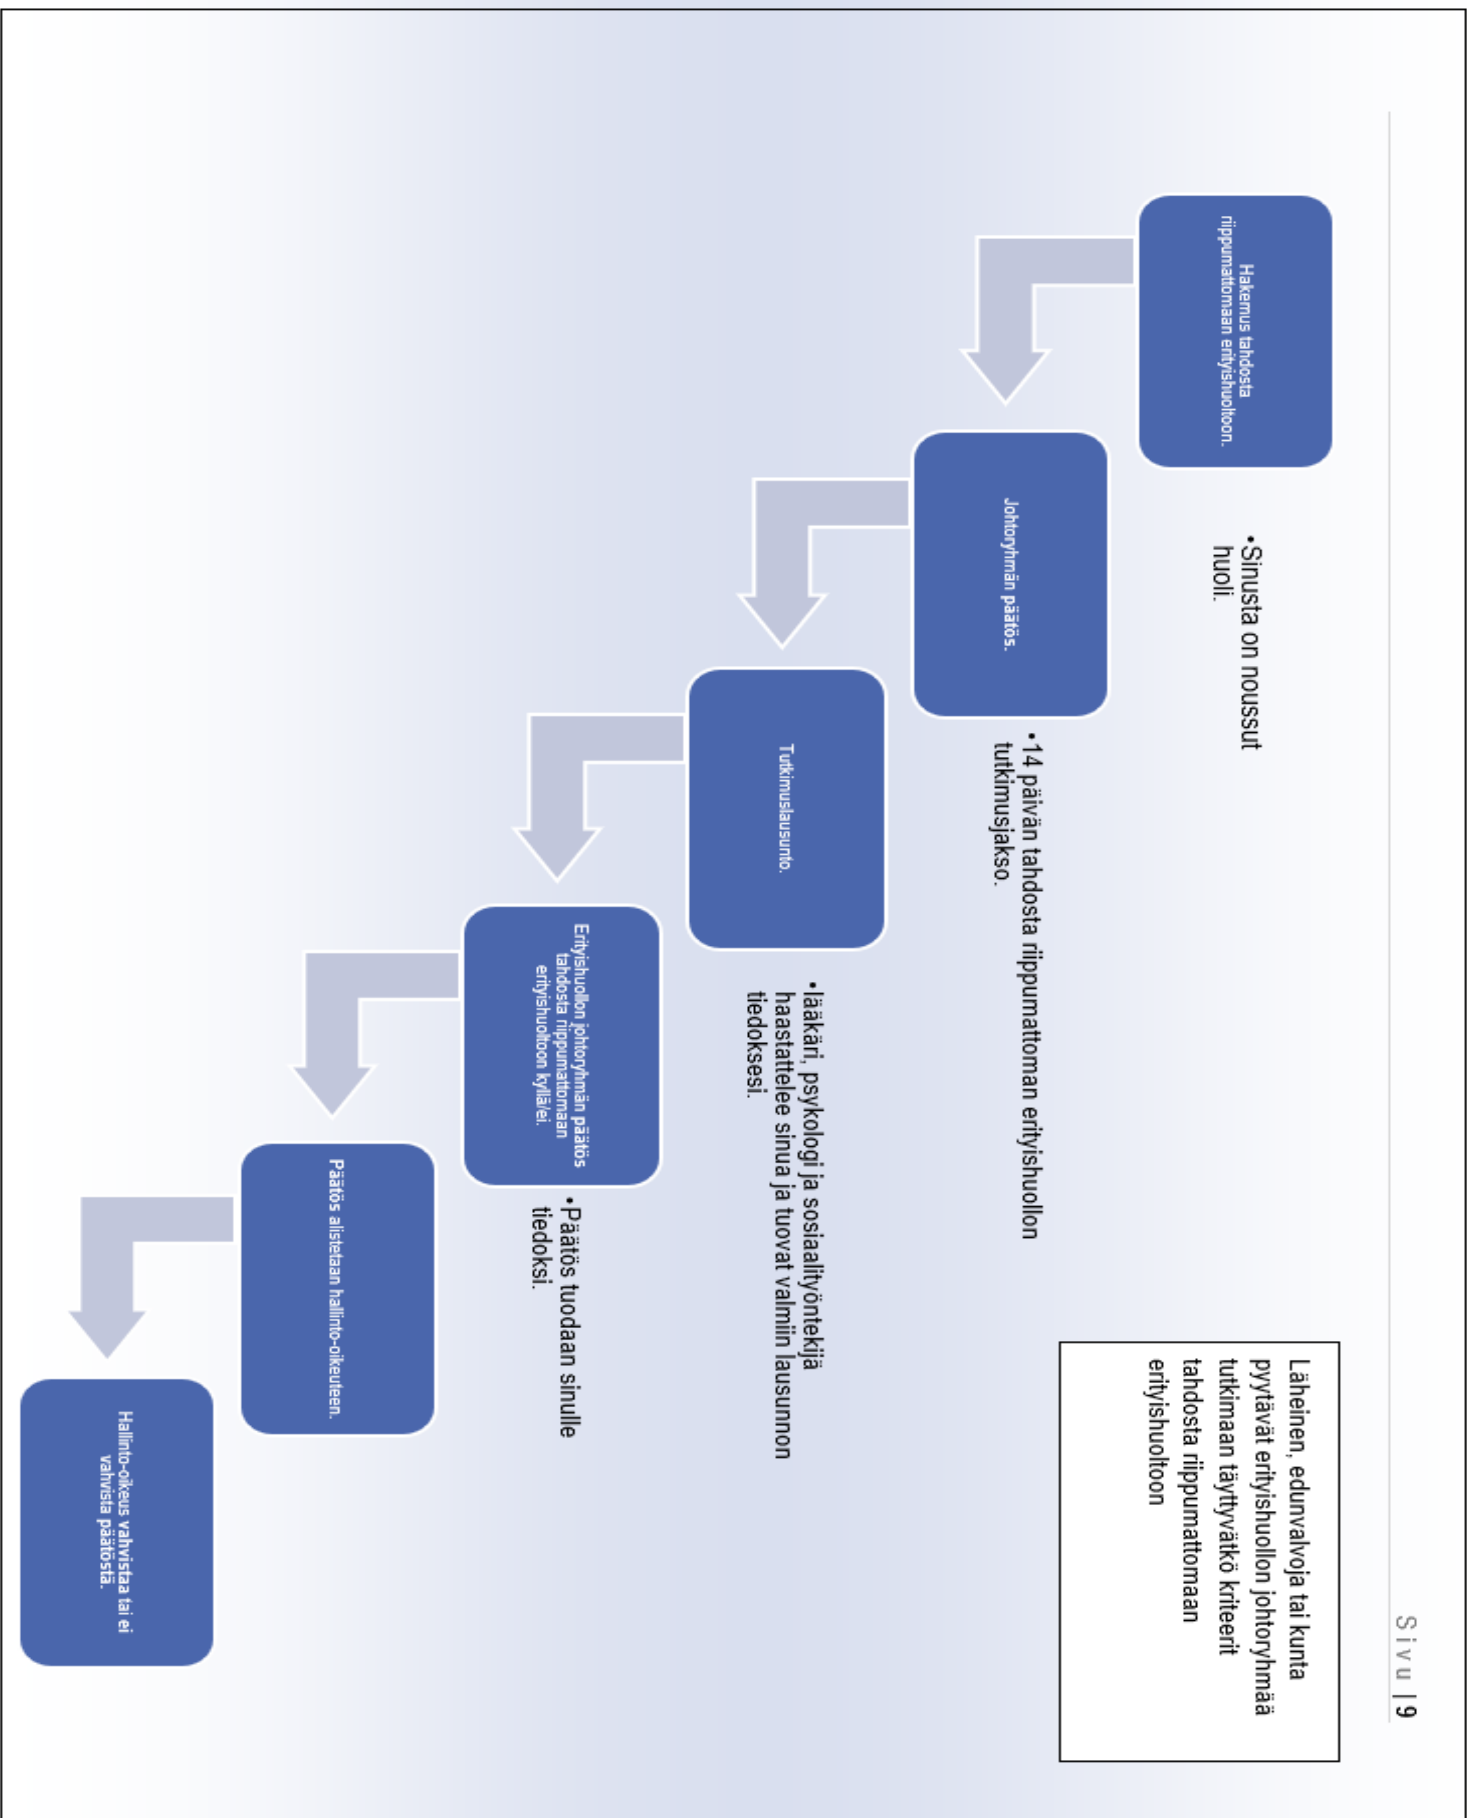 Sivu | 9
Läheinen, edunvalvoja tai kunta
pyytävät erityishuollon johtoryhmää
tutkimaan täyttyvätkö kriteerit
tahdosta riippumattomaan
erityishuoltoon
Hakemus tahdosta
riippumattomaan erityishuoltoon.
•Sinusta on noussut
huoli.
Johtoryhmän päätös.
•14 päivän tahdosta riippumattoman erityishuollon
tutkimusjakso.
Tutkimuslausunto.
•lääkäri, psykologi ja sosiaalityöntekijä
haastattelee sinua ja tuovat valmiin lausunnon
tiedoksesi.
Erityishuollon johtoryhmän päätös
tahdosta riippumattomaan
erityishuoltoon kyllä/ei.
•Päätös tuodaan sinulle
tiedoksi.
Päätös alistetaan hallinto-oikeuteen.
Hallinto-oikeus vahvistaa tai ei
vahvista päätöstä.